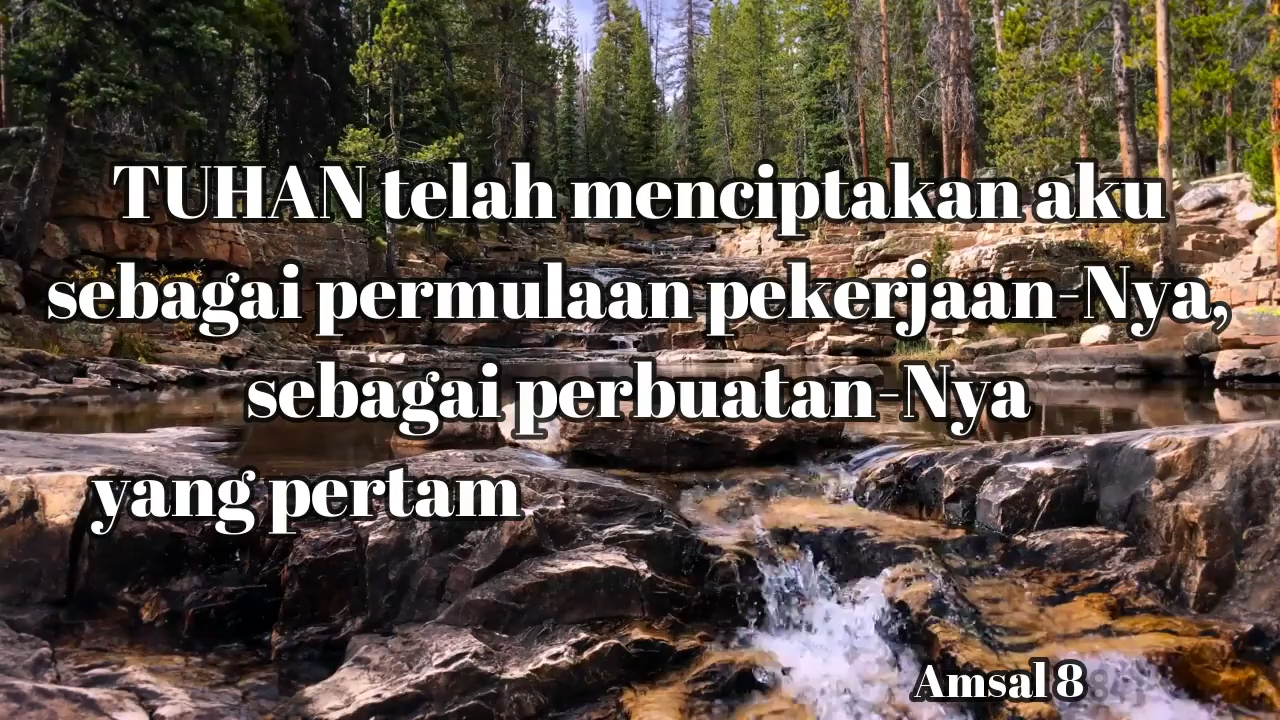 TUHAN telah menciptakan aku
sebagai permulaan pekerjaan-Nya,
sebagai perbuatan-Nya
yang pertam
Amsal 8